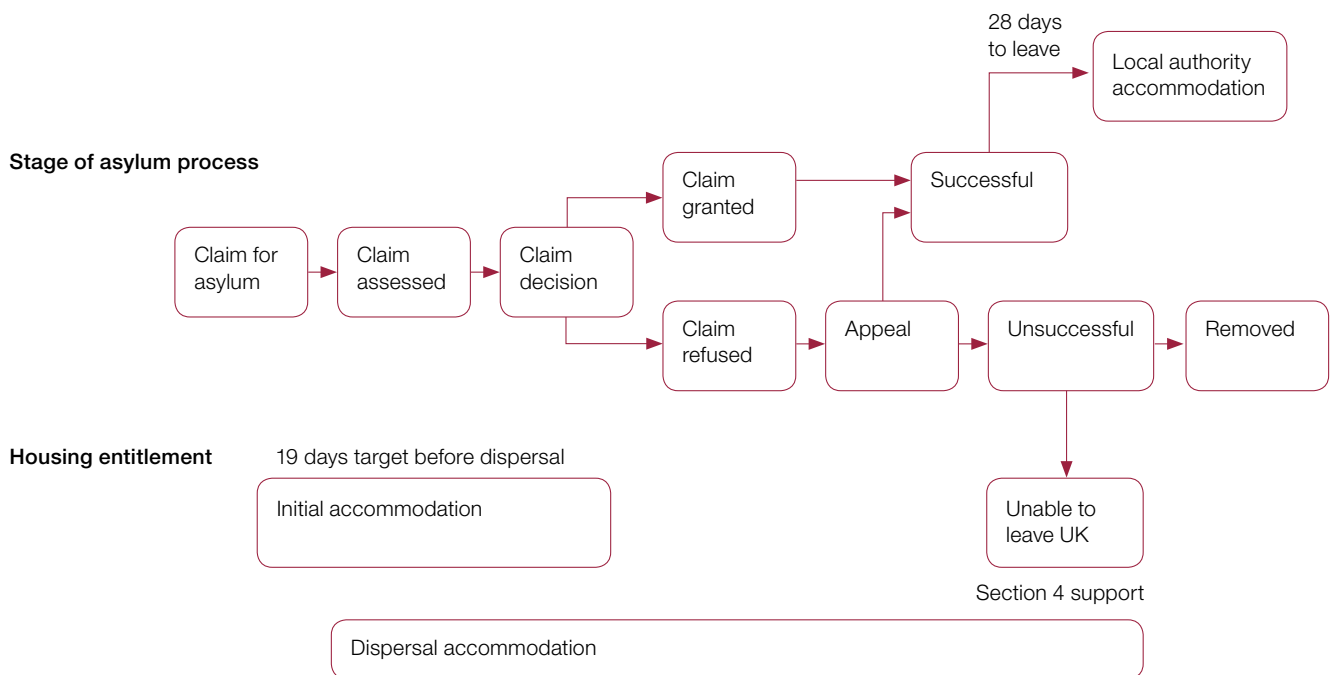 28 days
to leave
Local authority
accommodation
Stage of asylum process
Claim
granted
Successful
Claim for
asylum
Claim
assessed
Claim
decision
Claim
refused
Appeal
Unsuccessful
Removed
Housing entitlement
19 days target before dispersal
Initial accommodation
Unable to
leave UK
Section 4 support
Dispersal accommodation